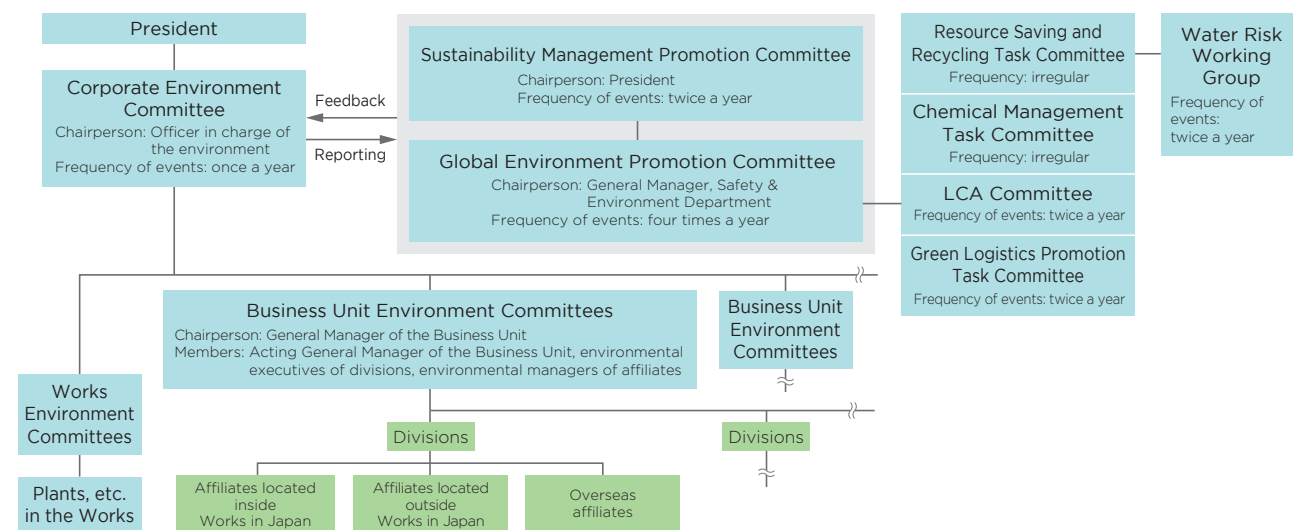 President
Corporate Environment
Committee
Chairperson: Officer in charge of
the environment
Frequency of events: once a year
Feedback
Reporting
Sustainability Management Promotion Committee
Chairperson: President
Frequency of events: twice a year
Global Environment Promotion Committee
Chairperson: General Manager, Safety &
Environment Department
Frequency of events: four times a year
Resource Saving and
Recycling Task Committee
Frequency: irregular
Chemical Management
Task Committee
Frequency: irregular
LCA Committee
Frequency of events: twice a year
Green Logistics Promotion
Task Committee
Frequency of events: twice a year
Water Risk
Working
Group
Frequency of
events:
twice a year
Business Unit Environment Committees
Chairperson: General Manager of the Business Unit
Members: Acting General Manager of the Business Unit, environmental
executives of divisions, environmental managers of affiliates
Business Unit
Environment
Committees
Works
Environment
Committees
Plants, etc.
in the Works
Divisions
Divisions
Affiliates located
inside
Works in Japan
Affiliates located
outside
Works in Japan
Overseas
affiliates